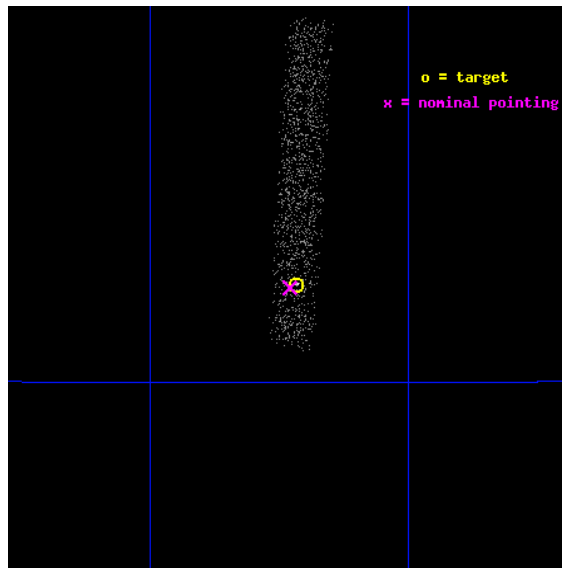 o = target
x = nominal pointing